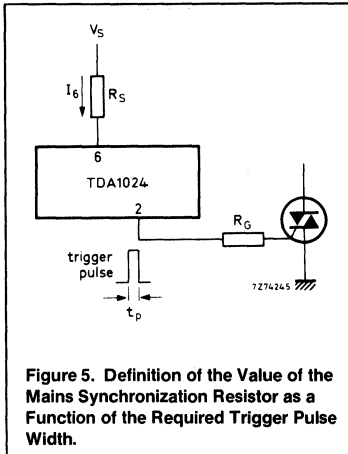 VS
I6
RS
6
TDA1024
2
RG
trigger
pulse
7Z74245
tp
Figure 5. Definition of the Value of the
Mains Synchronization Resistor as a
Function of the Required Trigger Pulse
Width.